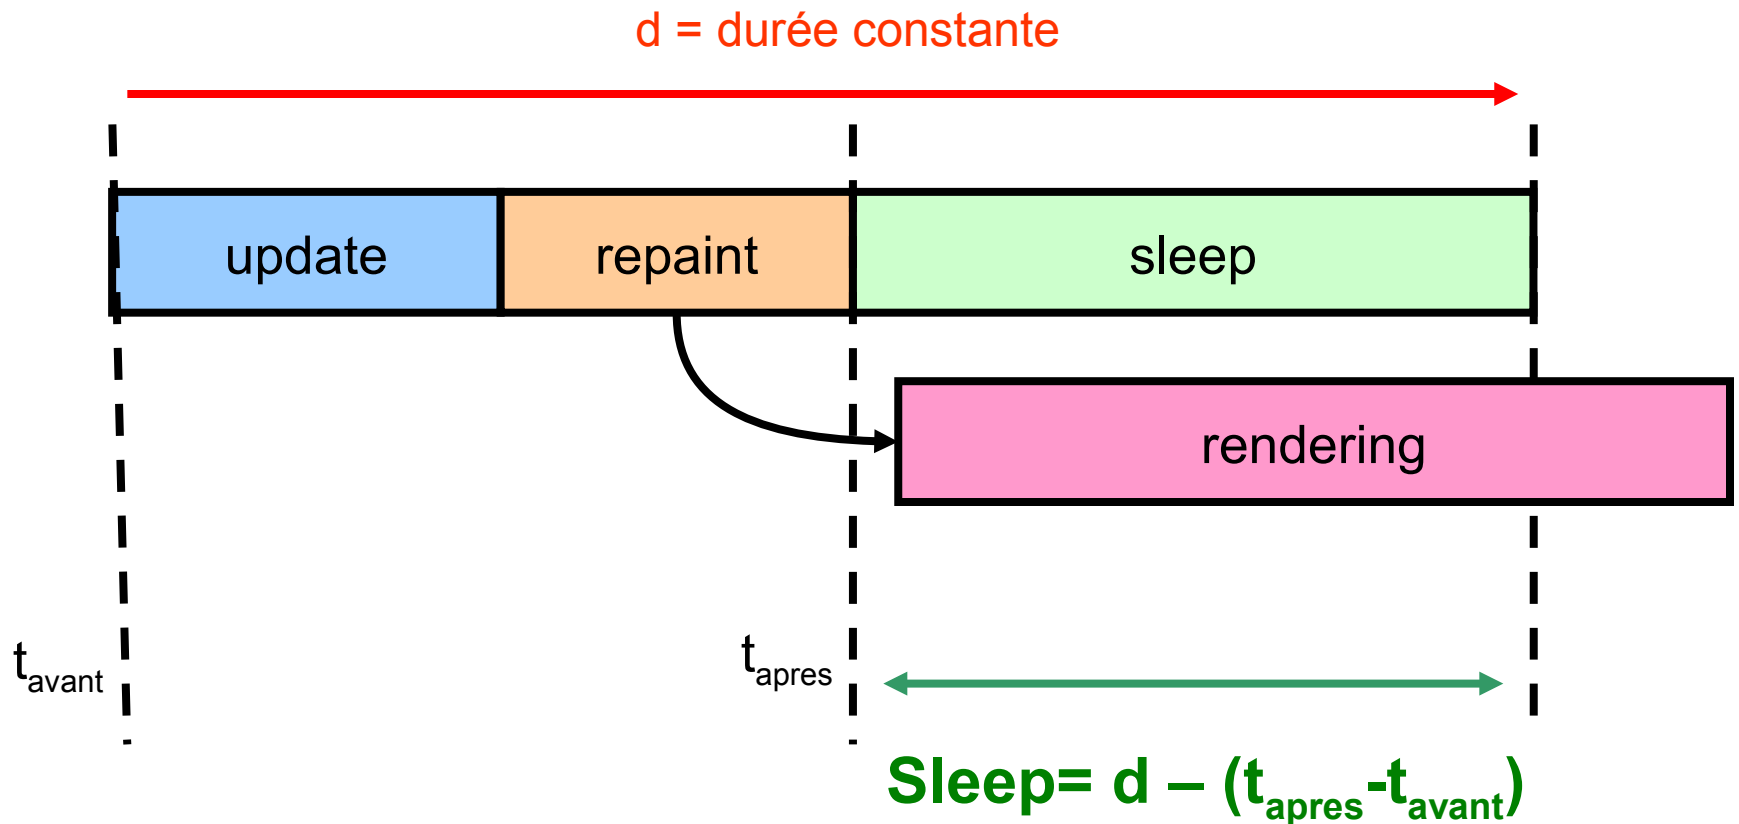 d = durée constante
update
repaint
sleep
rendering
tavant
tapres
Sleep= d – (tapres-tavant)